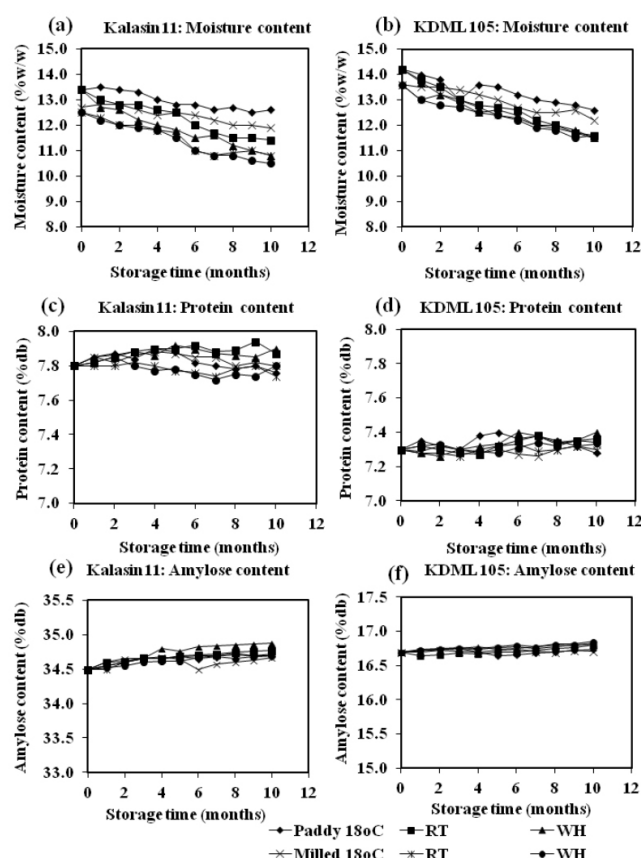 (a) Kalasin11: Moisture content
Moisture content (%w/w)
15.0
14.0
13.0
12.0
11.0
10.0
9.0
8.0
0 2 4 6 8 10 12
Storage time (months)
(b) KDML105: Moisture content
Moisture content (%w/w)
15.0
14.0
13.0
12.0
11.0
10.0
9.0
8.0
0 2 4 6 8 10 12
Storage time (months)
(c) Kalasin11: Protein content
Protein content (%db)
8.0
7.8
7.6
7.4
7.2
7.0
0 2 4 6 8 10 12
Storage time (months)
(d) KDML105: Protein content
Protein content (%db)
8.0
7.8
7.6
7.4
7.2
7.0
0 2 4 6 8 10 12
Storage time (months)
(e) Kalasin11: Amylose content
Amylose content (%db)
35.5
35.0
34.5
34.0
33.5
33.0
0 2 4 6 8 10 12
Storage time (months)
(f) KDML105: Amylose content
Amylose content (%db)
17.5
17.0
16.5
16.0
15.5
15.0
0 2 4 6 8 10 12
Storage time (months)
Paddy 18oC RT WH
Milled 18oC RT WH